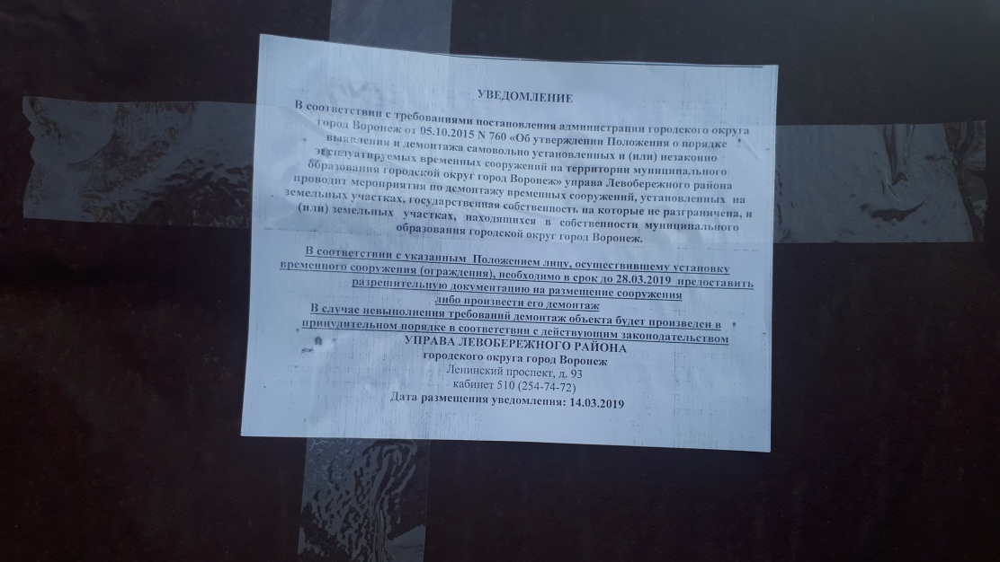 УВЕДОМЛЕНИЕ
В соответствии с требованиями постановления администрации городского округа
город Воронеж от 05.10.2015 N 760 «Об утверждении Положения о порядке
выявления и демонтажа самовольно установленных и (или) незаконно
эксплуатируемых временных сооружений на территории муниципального
образования городской округ город Воронеж» управа Левобережного района
проводит мероприятия по демонтажу временных сооружений, установленных на
земельных участках, государственная собственность на которые не разграничена, и
(или) земельных участках, находящихся в собственности муниципального
образования городской округ город Воронеж.
В соответствии с указанным Положением лицу, осуществившему установку
временного сооружения (ограждения), необходимо в срок до 28.03.2019 предоставить
разрешительную документацию на размещение сооружения
либо произвести его демонтаж
В случае невыполнения требований демонтаж объекта будет произведен в
принудительном порядке в соответствии с действующим законодательством
УПРАВА ЛЕВОБЕРЕЖНОГО РАЙОНА
городского округа город Воронеж
Ленинский проспект, д. 93
кабинет 510 (254-74-72)
Дата размещения уведомления: 14.03.2019